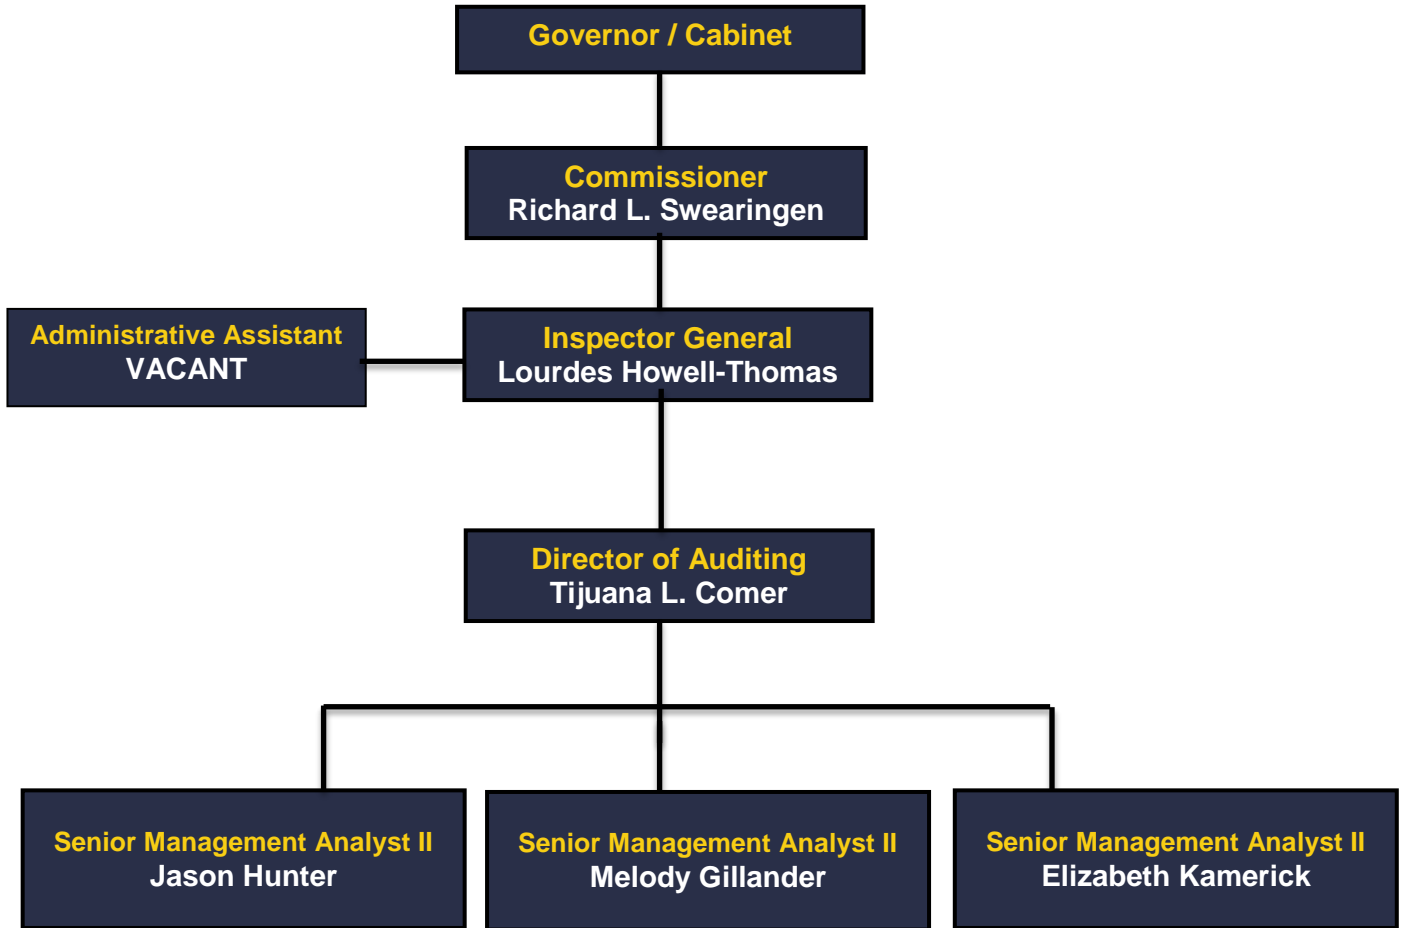 Governor / Cabinet
Commissioner
Richard L. Swearingen
Administrative Assistant
VACANT
Inspector General
Lourdes Howell-Thomas
Director of Auditing
Tijuana L. Comer
Senior Management Analyst II
Jason Hunter
Senior Management Analyst II
Melody Gillander
Senior Management Analyst II
Elizabeth Kamerick